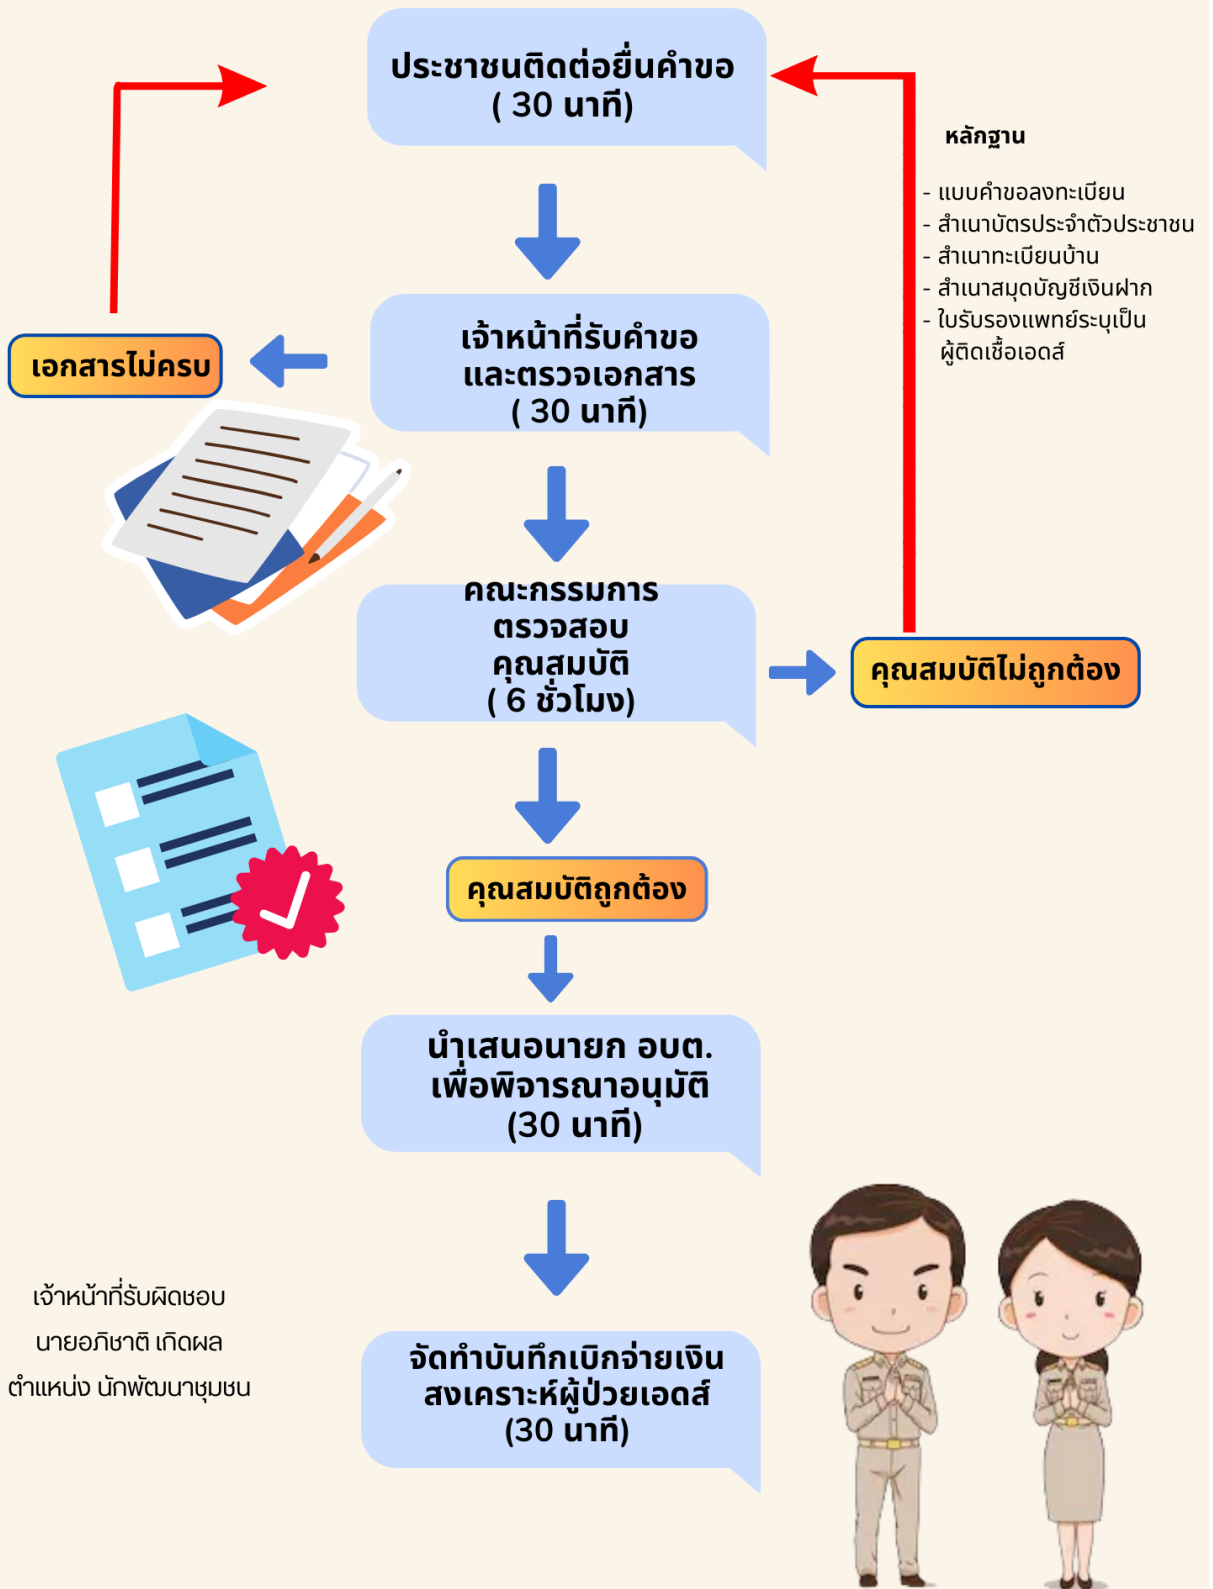 ประชาชนติดต่อยื่นคำขอ
( 30 นาที)
หลักฐาน
- แบบคำขอลงทะเบียน
- สำเนาบัตรประจำตัวประชาชน
- สำเนาทะเบียนบ้าน
- สำเนาสมุดบัญชีเงินฝาก
- ใบรับรองแพทย์ระบุเป็น
ผู้ติดเชื้อเอดส์
เจ้าหน้าที่รับคำขอ
และตรวจเอกสาร
( 30 นาที)
เอกสารไม่ครบ
คณะกรรมการ
ตรวจสอบ
คุณสมบัติ
( 6 ชั่วโมง)
คุณสมบัติไม่ถูกต้อง
คุณสมบัติถูกต้อง
นำเสนอนายก อบต.
เพื่อพิจารณาอนุมัติ
(30 นาที)
เจ้าหน้าที่รับผิดชอบ
นายอภิชาติ เกิดผล
ตำแหน่ง นักพัฒนาชุมชน
จัดทำบันทึกเบิกจ่ายเงิน
สงเคราะห์ผู้ป่วยเอดส์
(30 นาที)